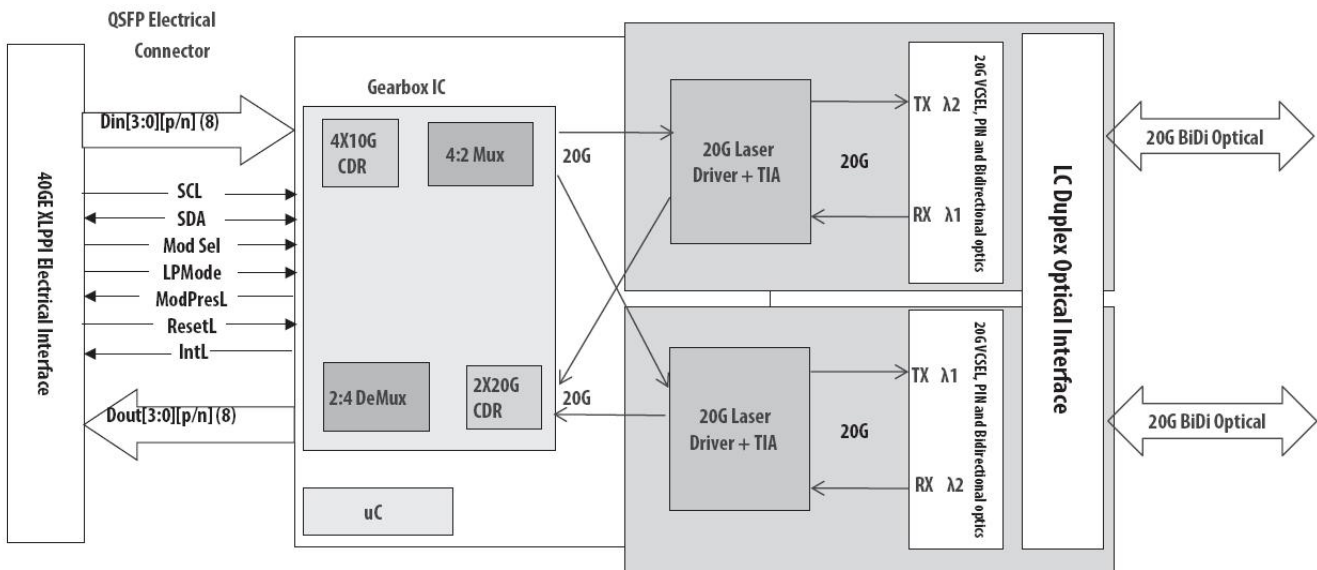 QSFP Electrical
Connector
40GE XLPPI Electrical Interface
Din[3:0][p/n] (8)
SCL
SDA
Mod Sel
LPMode
ModPresL
ResetL
IntL
Dout[3:0][p/n] (8)
Gearbox IC
4X10G
CDR
4:2 Mux
2:4 DeMux
2X20G
CDR
uC
20G
20G
20G Laser
Driver + TIA
20G
TX λ2
RX λ1
20G VCSEL, PIN and Bidirectional optics
20G Laser
Driver + TIA
20G
TX λ1
RX λ2
20G VCSEL, PIN and Bidirectional optics
LC Duplex Optical Interface
20G BiDi Optical
20G BiDi Optical